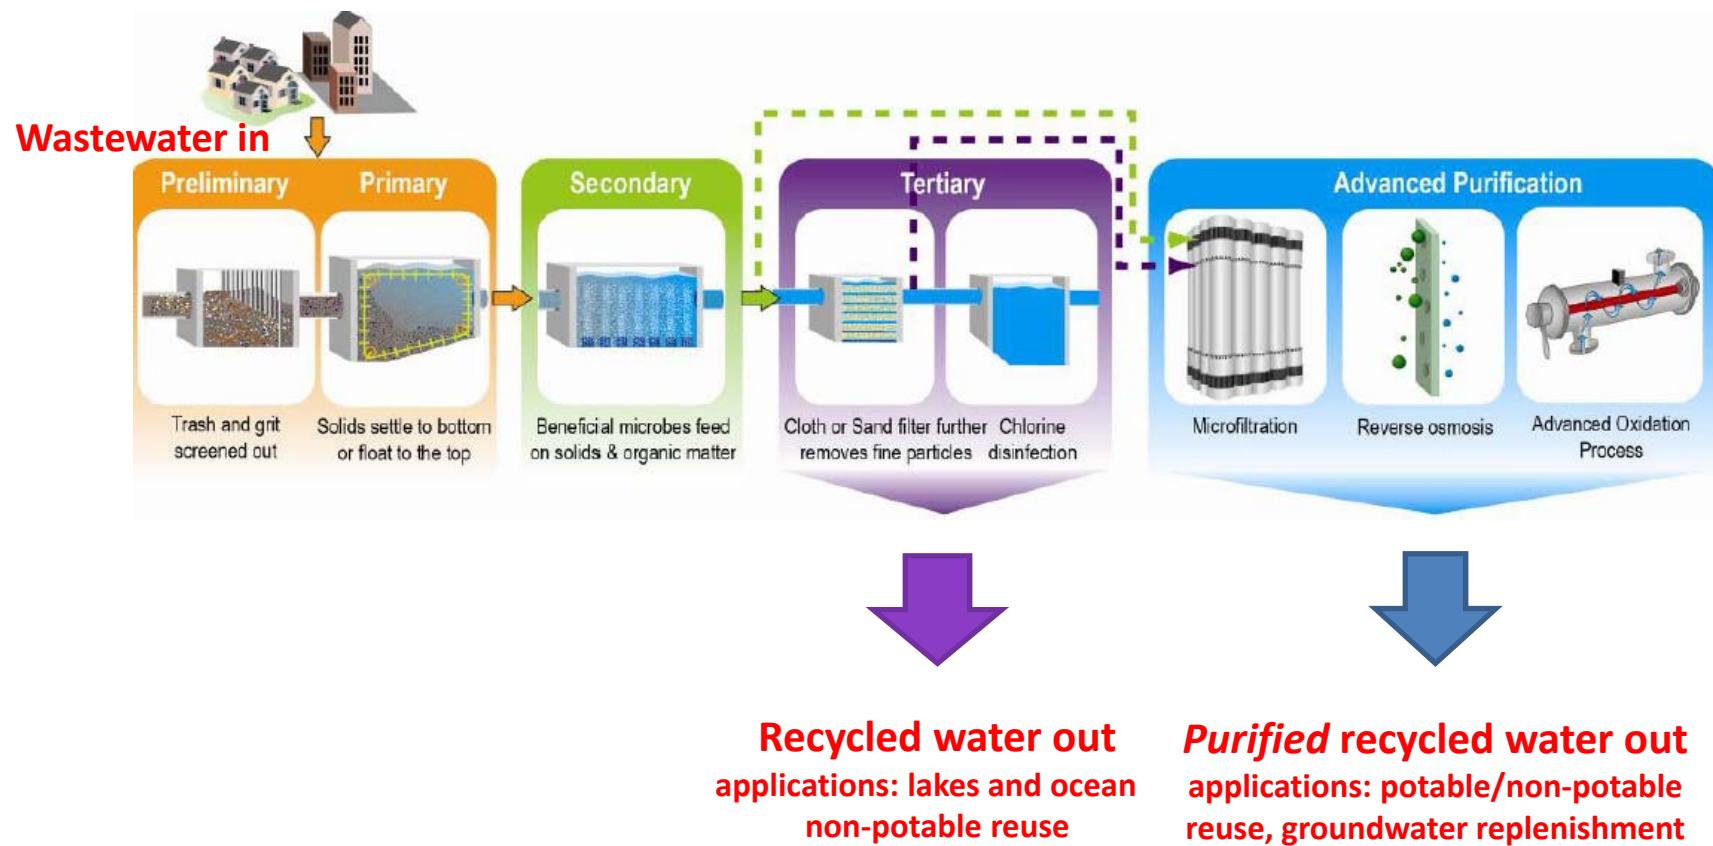 Wastewater in
Preliminary
Primary
Secondary
Tertiary
Advanced Purification
Trash and grit
screened out
Solids settle to bottom
or float to the top
Beneficial microbes feed
on solids & organic matter
Cloth or Sand filter further
removes fine particles
Chlorine
disinfection
Microfiltration
Reverse osmosis
Advanced Oxidation
Process
Recycled water out
applications: lakes and ocean
non-potable reuse
Purified recycled water out
applications: potable/non-potable
reuse, groundwater replenishment